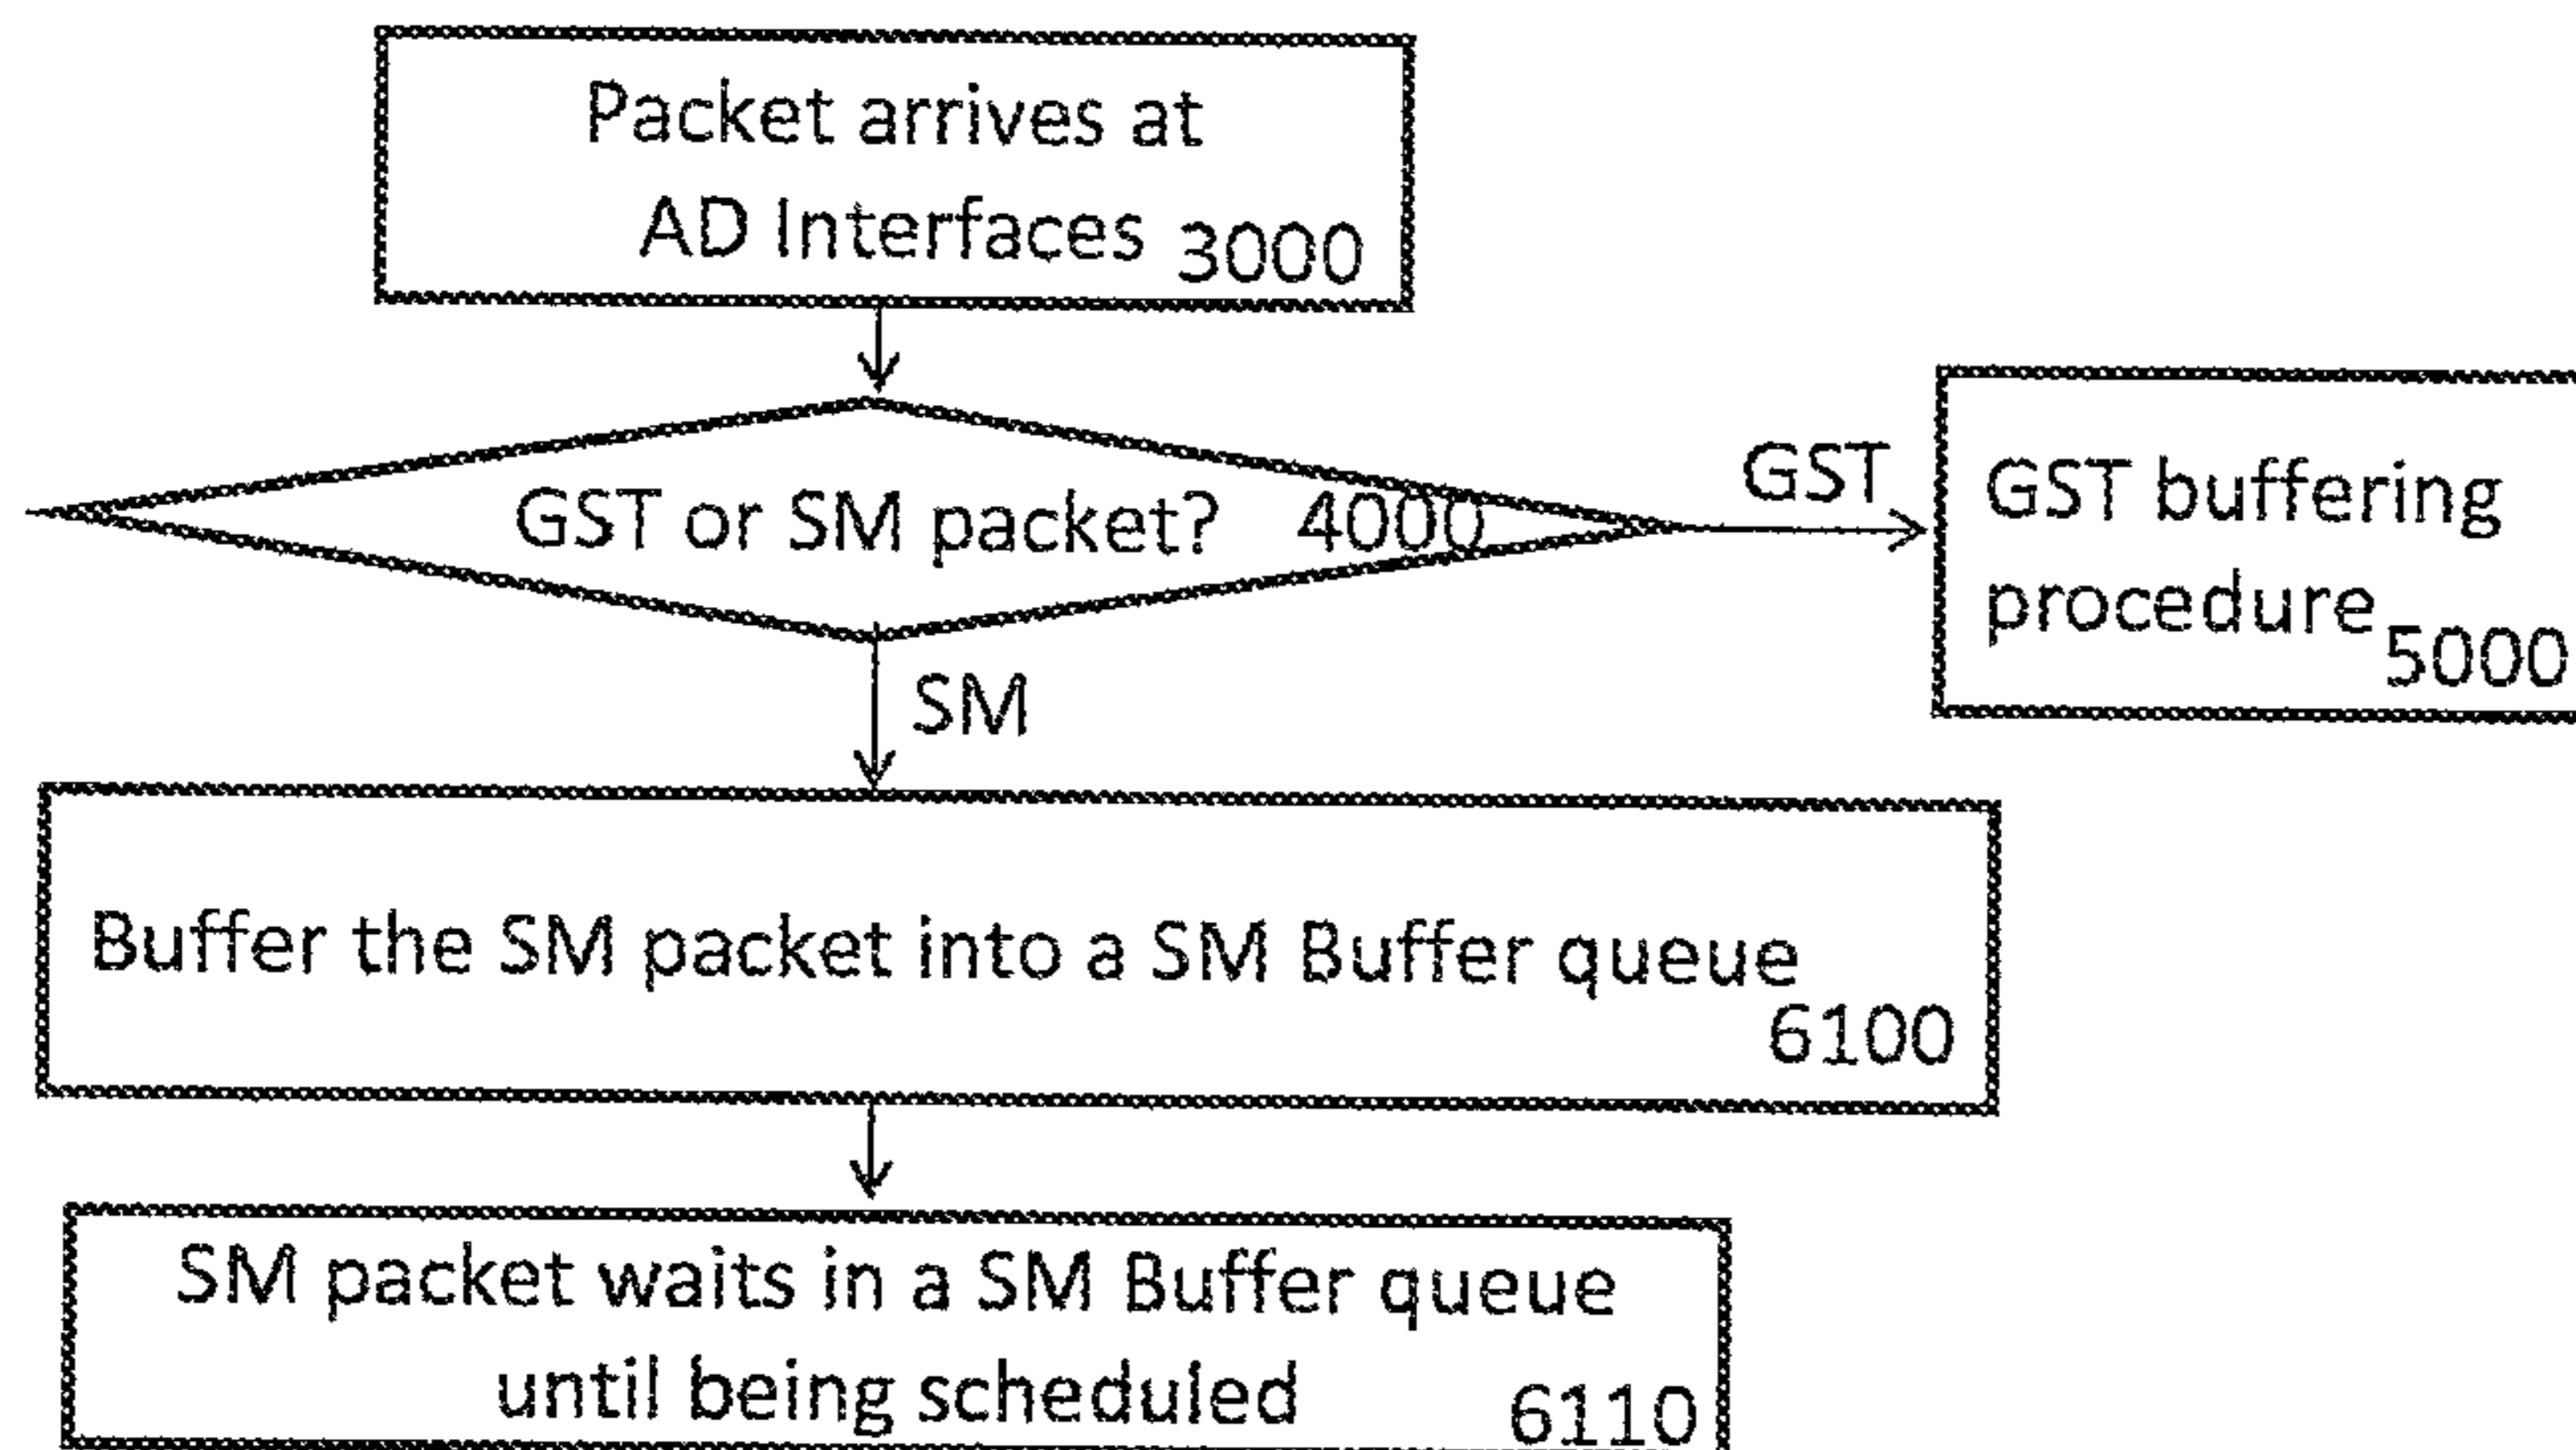 Packet arrives at
AD Interfaces 3000
GST or SM packet? 4000
GST
GST buffering
procedure 5000
SM
Buffer the SM packet into a SM Buffer queue
6100
SM packet waits in a SM Buffer queue
until being scheduled 6110